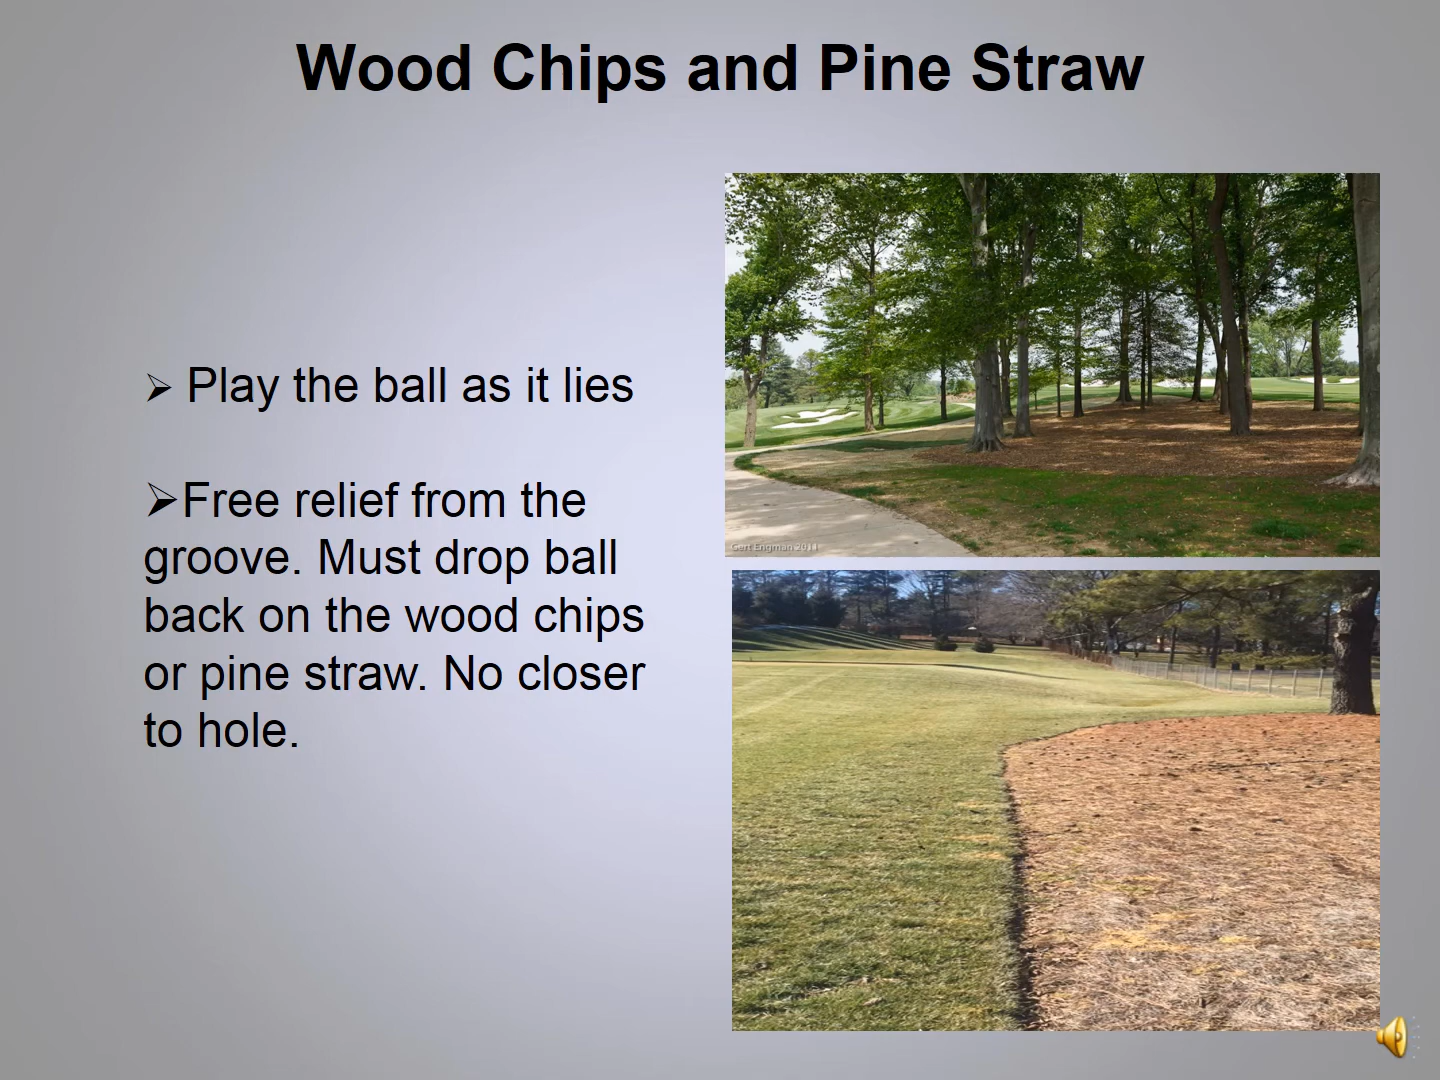 Wood Chips and Pine Straw
➢ Play the ball as it lies
➢Free relief from the
groove. Must drop ball
back on the wood chips
or pine straw. No closer
to hole.
Gert Engman 2011